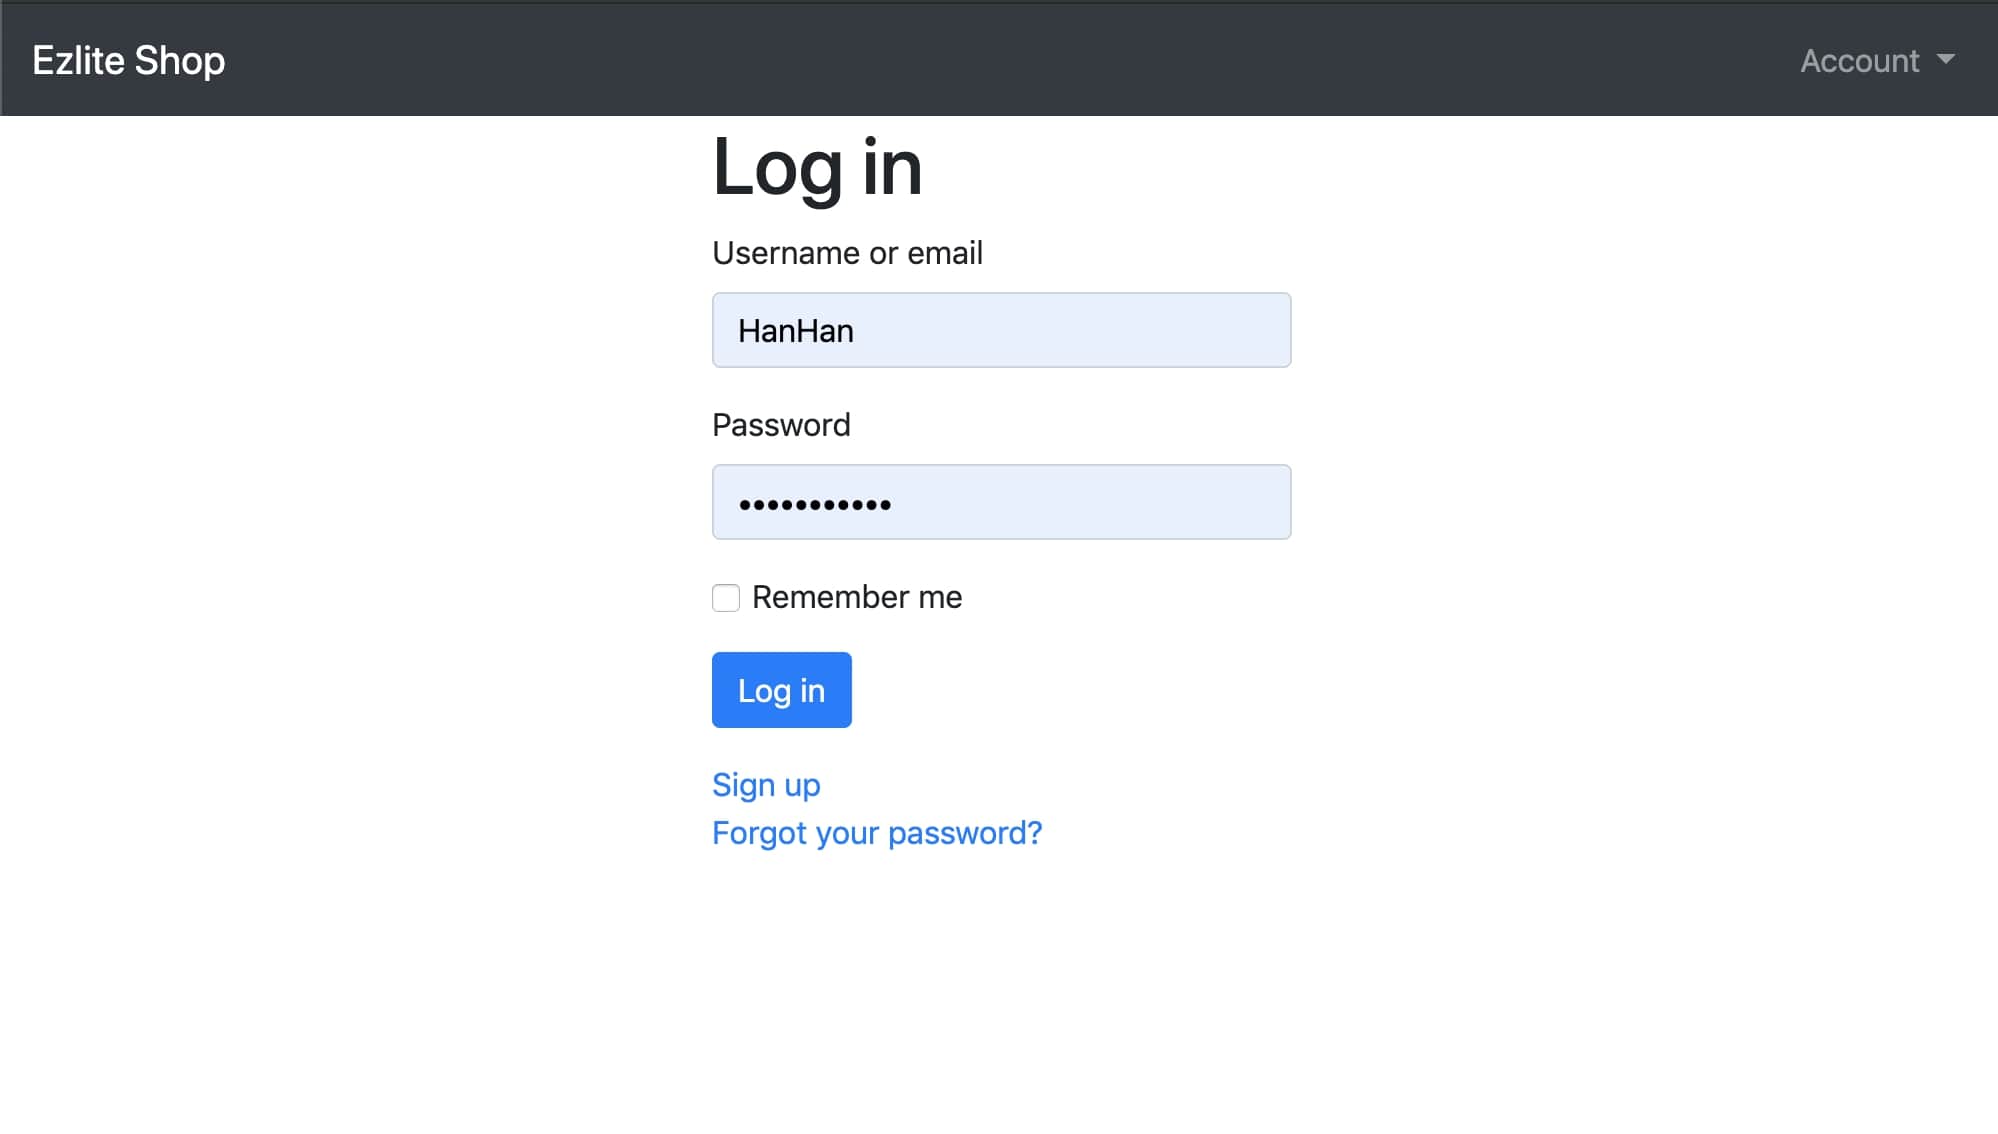 Ezlite Shop
Account
Log in
Username or email
HanHan
Password
•••••••••••
Remember me
Log in
Sign up
Forgot your password?